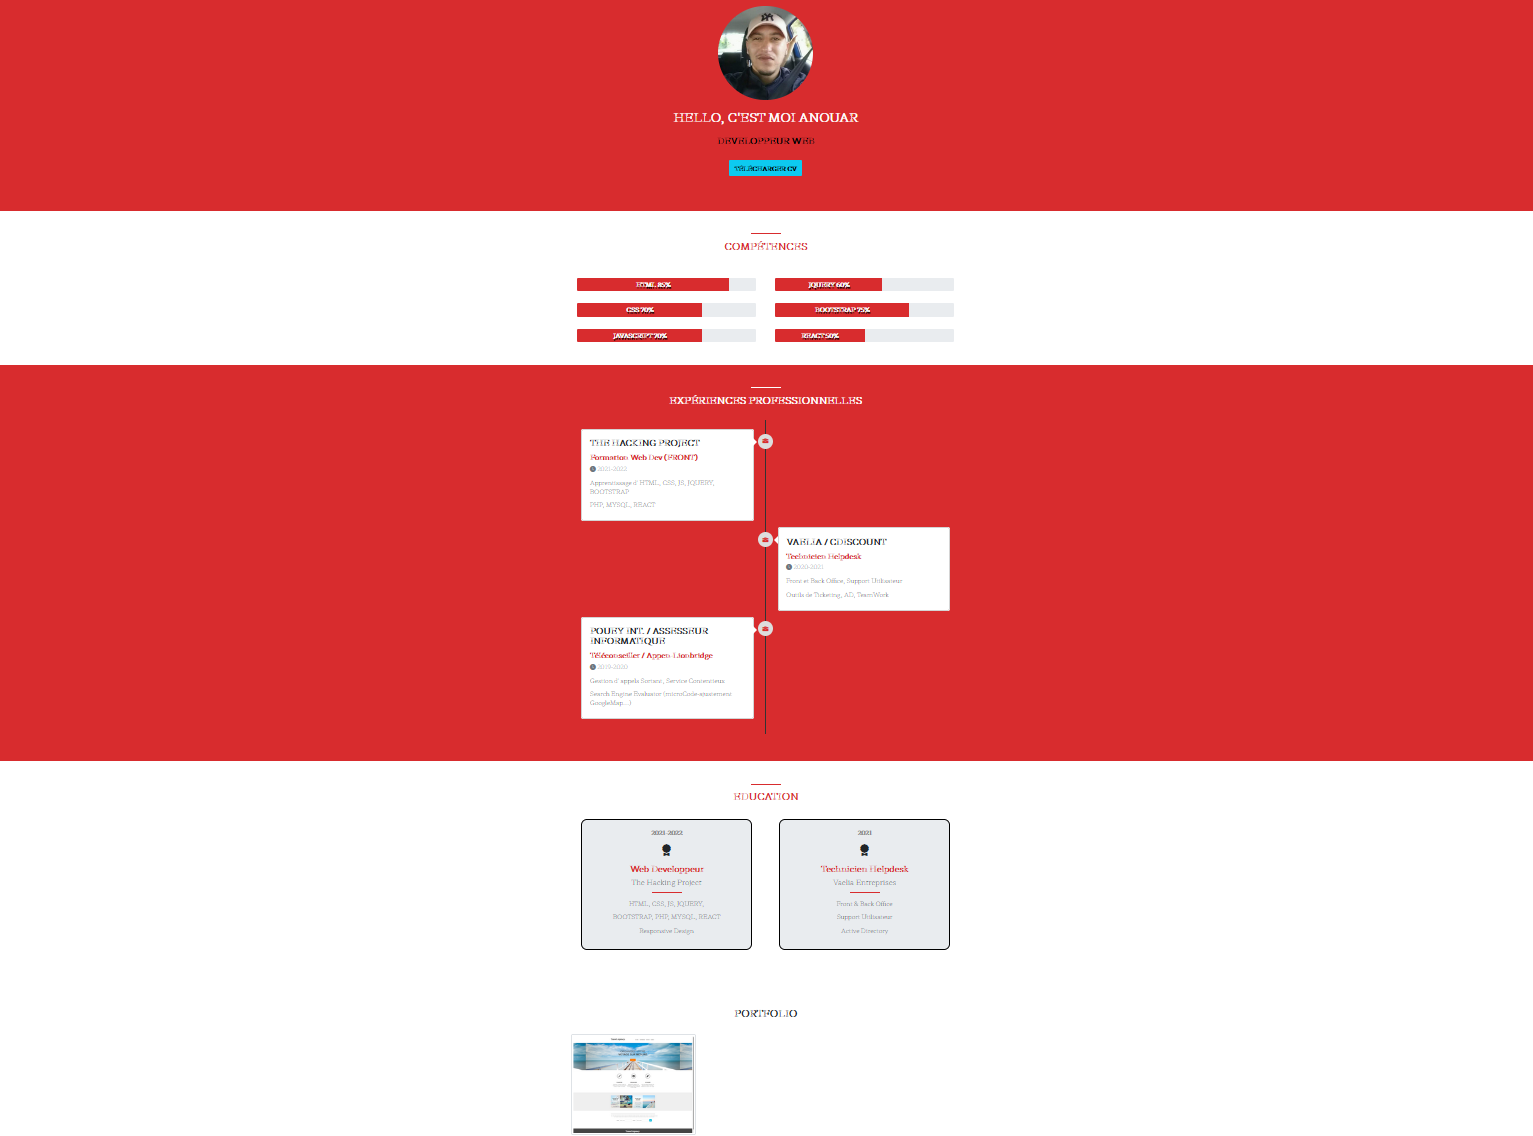 HELLO, C'EST MOI ANOUAR
DEVELOPPEUR WEB
TÉLÉCHARGER CV
COMPÉTENCES
HTML 85%
JQUERY 60%
CSS 70%
BOOTSTRAP 75%
JAVASCRIPT 70%
REACT 50%
EXPÉRIENCES PROFESSIONNELLES
THE HACKING PROJECT
Formation Web Dev (FRONT)
2021-2022
Apprentissage d' HTML, CSS, JS, JQUERY,
BOOTSTRAP
PHP, MYSQL, REACT
VAELIA / CDISCOUNT
Technicien Helpdesk
2020-2021
Front et Back Office, Support Utilisateur
Outils de Ticketing, AD, TeamWork
POUEY INT. / ASSESSEUR
INFORMATIQUE
Téléconseiller / Appen-Lionbridge
2019-2020
Gestion d' appels Sortant, Service Contentieux
Search Engine Evaluator (microCode ajustement
GoogleMap...)
EDUCATION
2021-2022
Web Developpeur
The Hacking Project
HTML, CSS, JS, JQUERY,
BOOTSTRAP, PHP, MYSQL, REACT
Responsive Design
2021
Technicien Helpdesk
Vaelia Entreprises
Front & Back Office
Support Utilisateur
Active Directory
PORTFOLIO